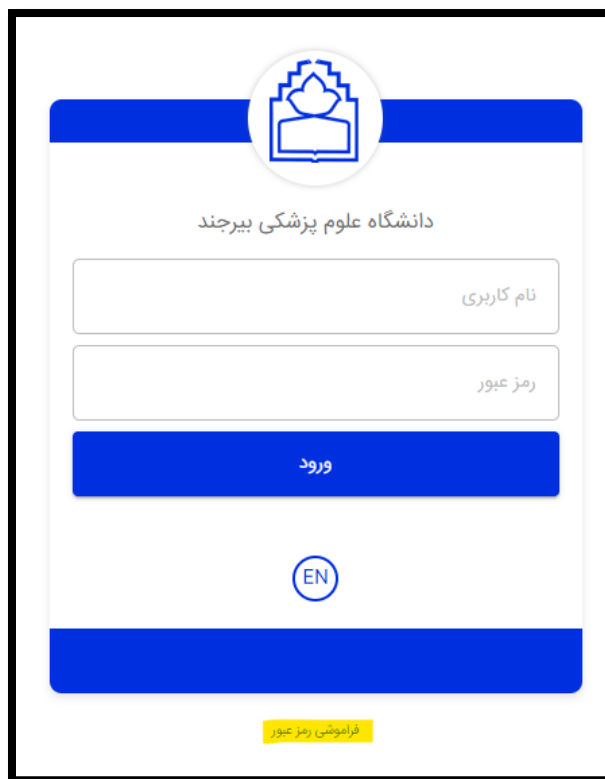 دانشگاه علوم پزشکی بیرجند
نام کاربری
رمز عبور
ورود
EN
فراموشی رمز عبور